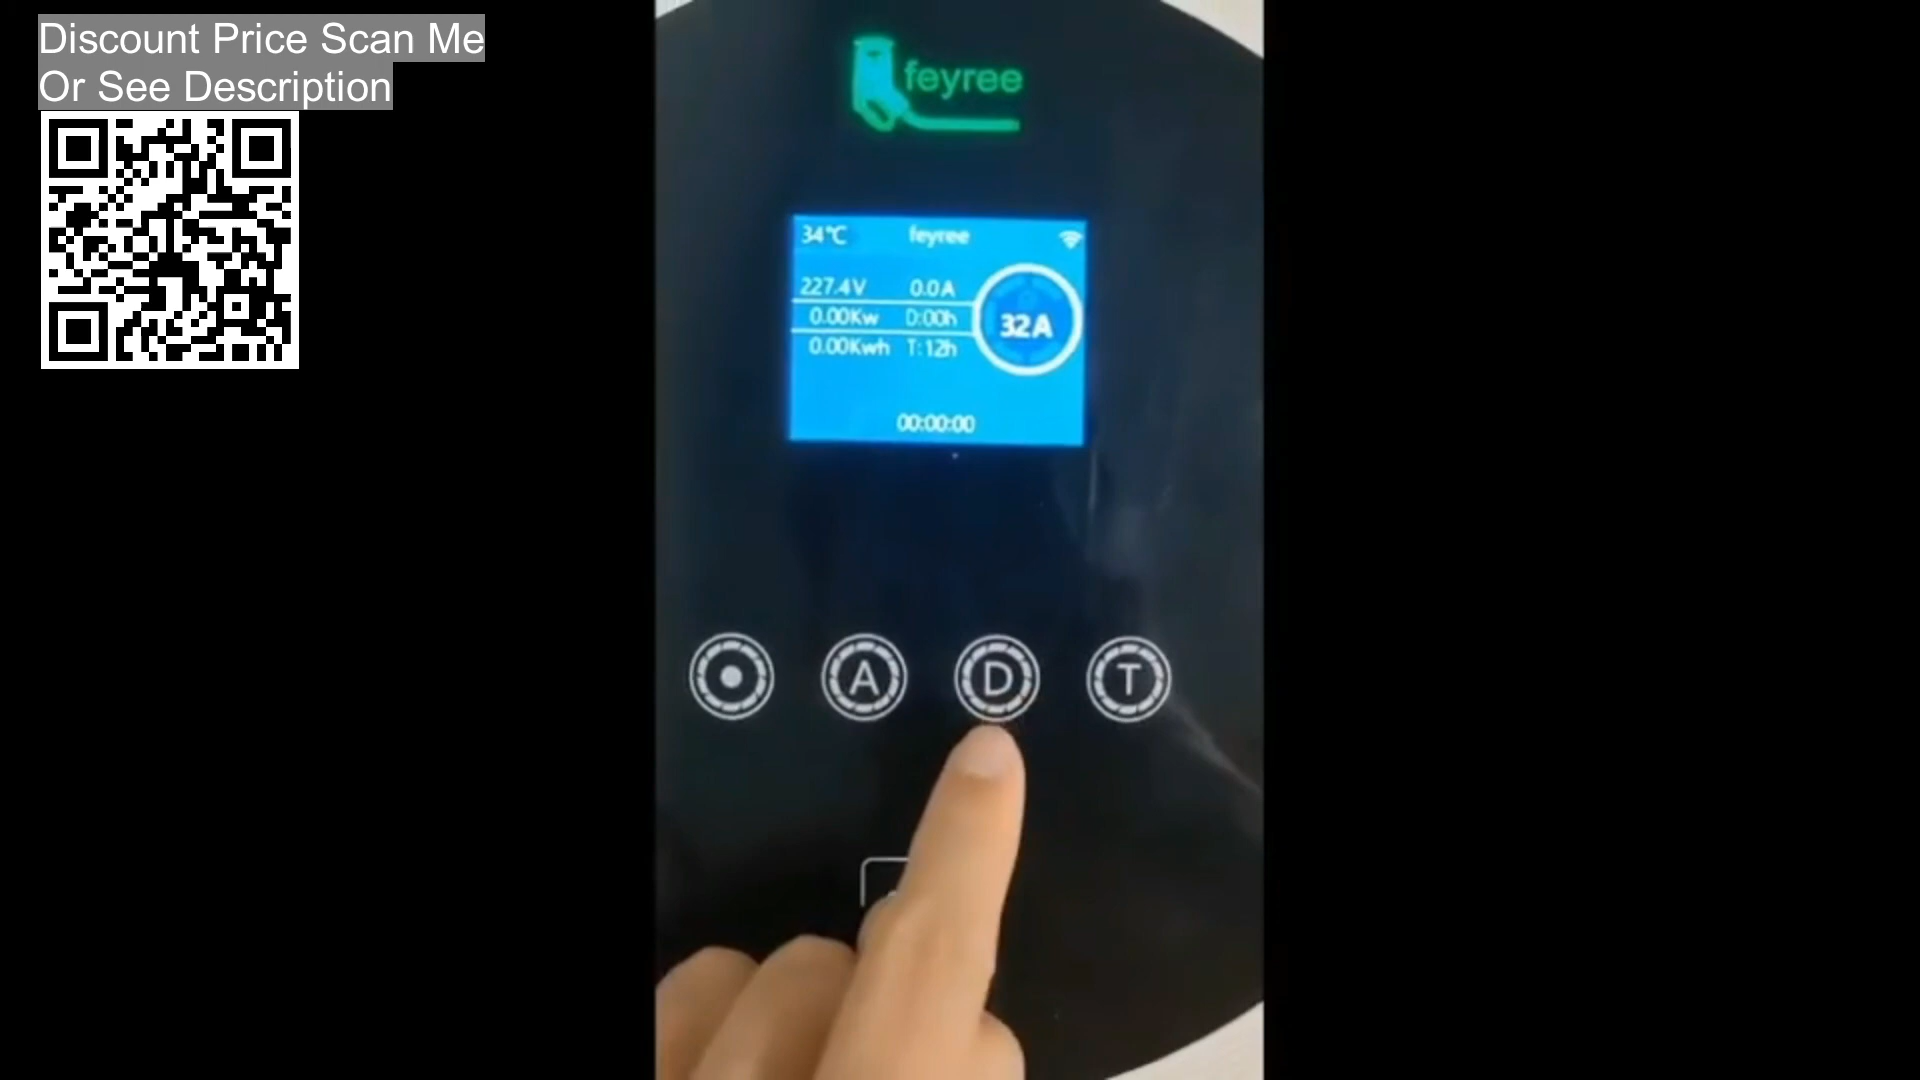 Discount Price Scan Me
Or See Description
feyree
34°C feyree
227.4V 0.0A
0.00Kw D:00h
32A
0.00Kwh T:12h
00:00:00
A D T